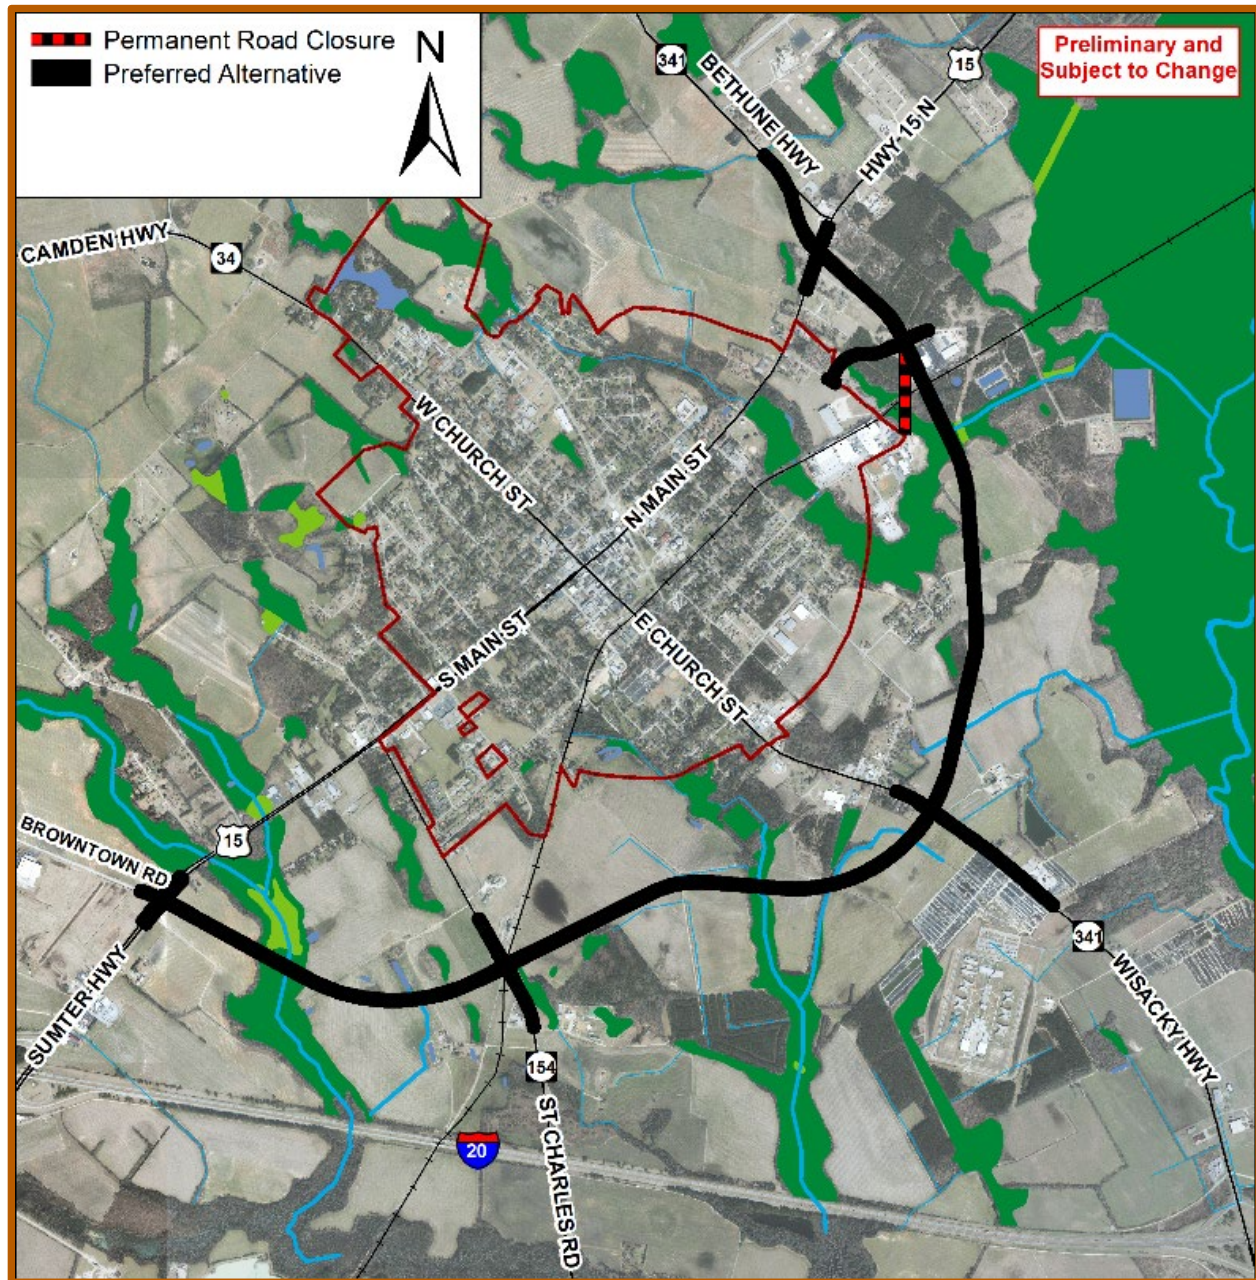 Permanent Road Closure
Preferred Alternative
N
Preliminary and
Subject to Change
341
BETHUNE HWY
15
HWY 15 N
CAMDEN HWY
34
W CHURCH ST
N MAIN ST
S MAIN ST
E CHURCH ST
BROWNTOWN RD
15
SUMTER HWY
341
WISACKY HWY
154
ST CHARLES RD
20